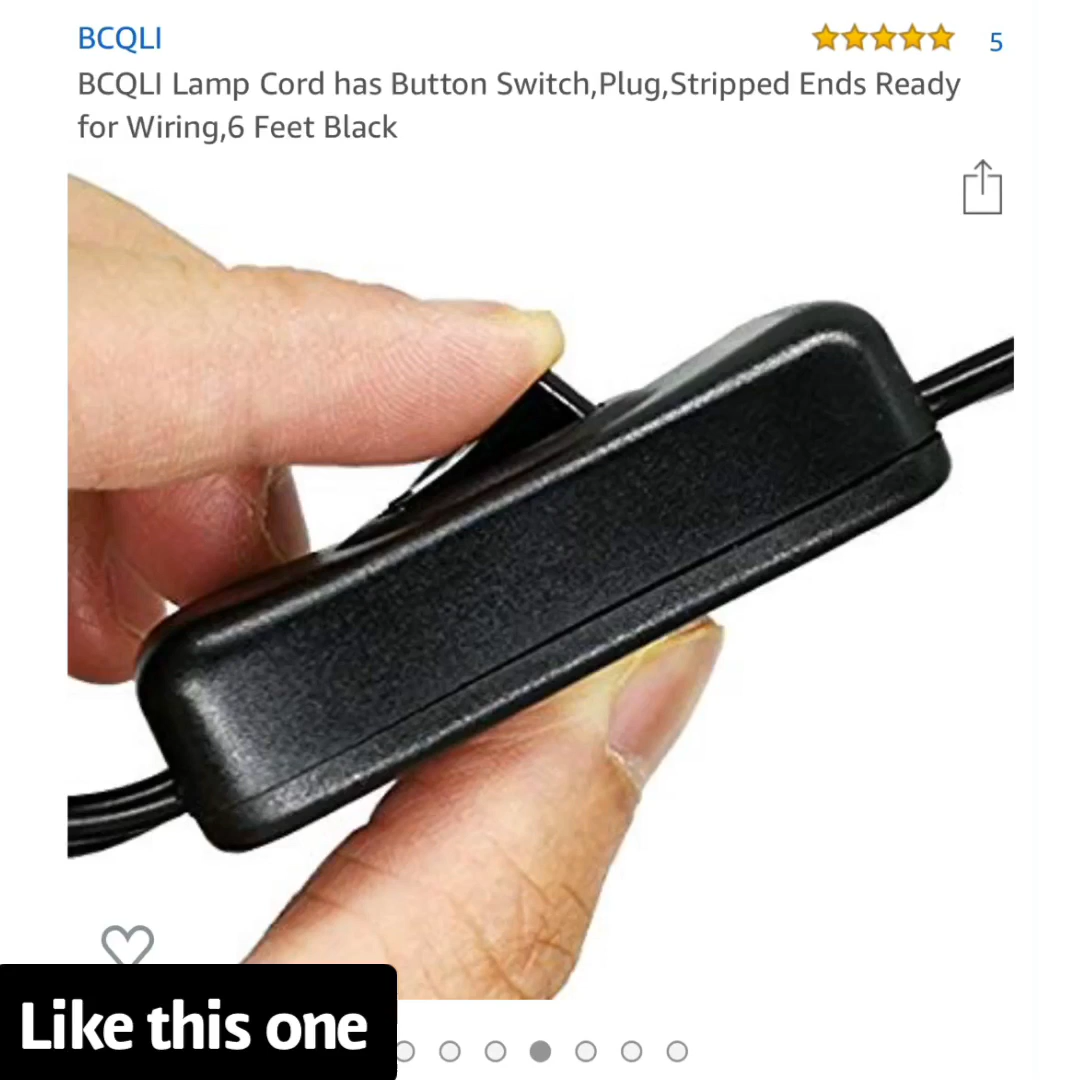 BCQLI
5
BCQLI Lamp Cord has Button Switch,Plug,Stripped Ends Ready
for Wiring,6 Feet Black
Like this one